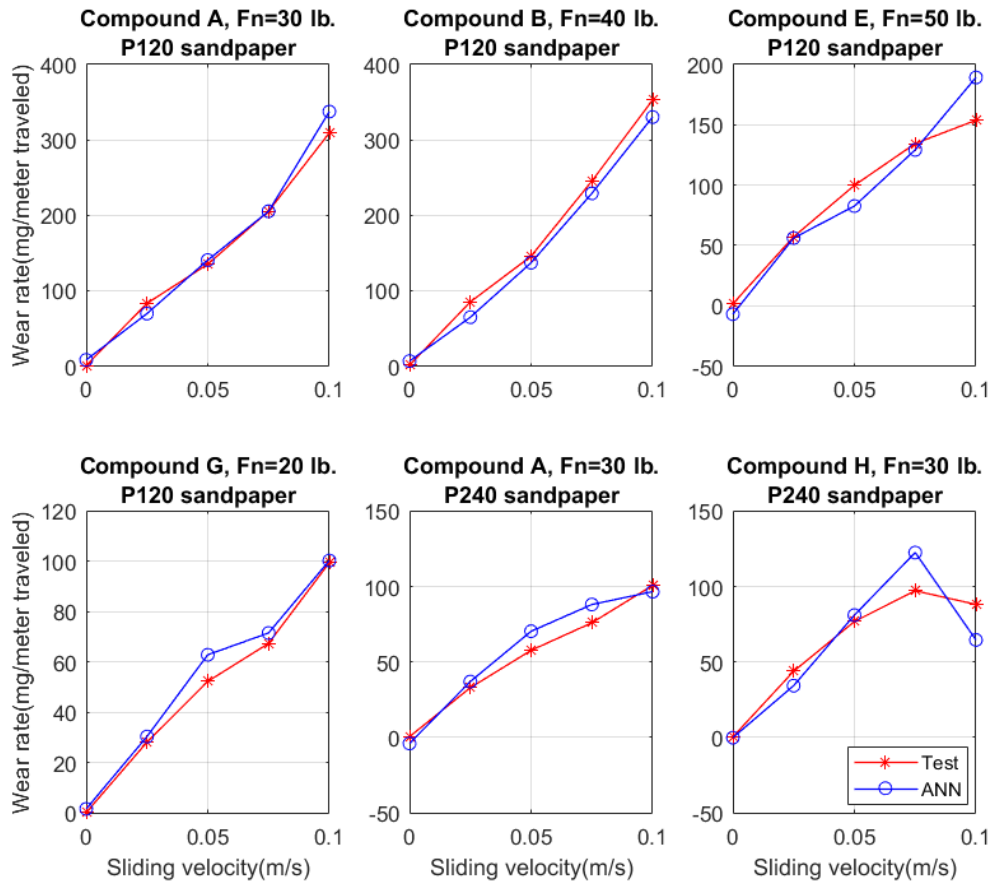 Compound A, Fn=30 lb.
P120 sandpaper
Compound B, Fn=40 lb.
P120 sandpaper
Compound E, Fn=50 lb.
P120 sandpaper
Wear rate(mg/meter traveled)
400
300
200
100
0
0
0.05
0.1
400
300
200
100
0
0
0.05
0.1
200
150
100
50
0
-50
0
0.05
0.1
Compound G, Fn=20 lb.
P120 sandpaper
Compound A, Fn=30 lb.
P240 sandpaper
Compound H, Fn=30 lb.
P240 sandpaper
Wear rate(mg/meter traveled)
120
100
80
60
40
20
0
0
0.05
0.1
Sliding velocity(m/s)
150
100
50
0
-50
0
0.05
0.1
Sliding velocity(m/s)
150
100
50
0
-50
0
0.05
0.1
Sliding velocity(m/s)
Test
ANN